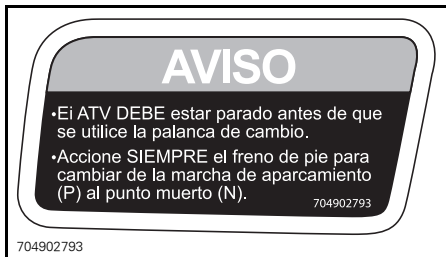 AVISO
•Ei ATV DEBE estar parado antes de que
se utilice la palanca de cambio.
•Accione SIEMPRE el freno de pie para
cambiar de la marcha de aparcamiento
(P) al punto muerto (N).
704902793
704902793